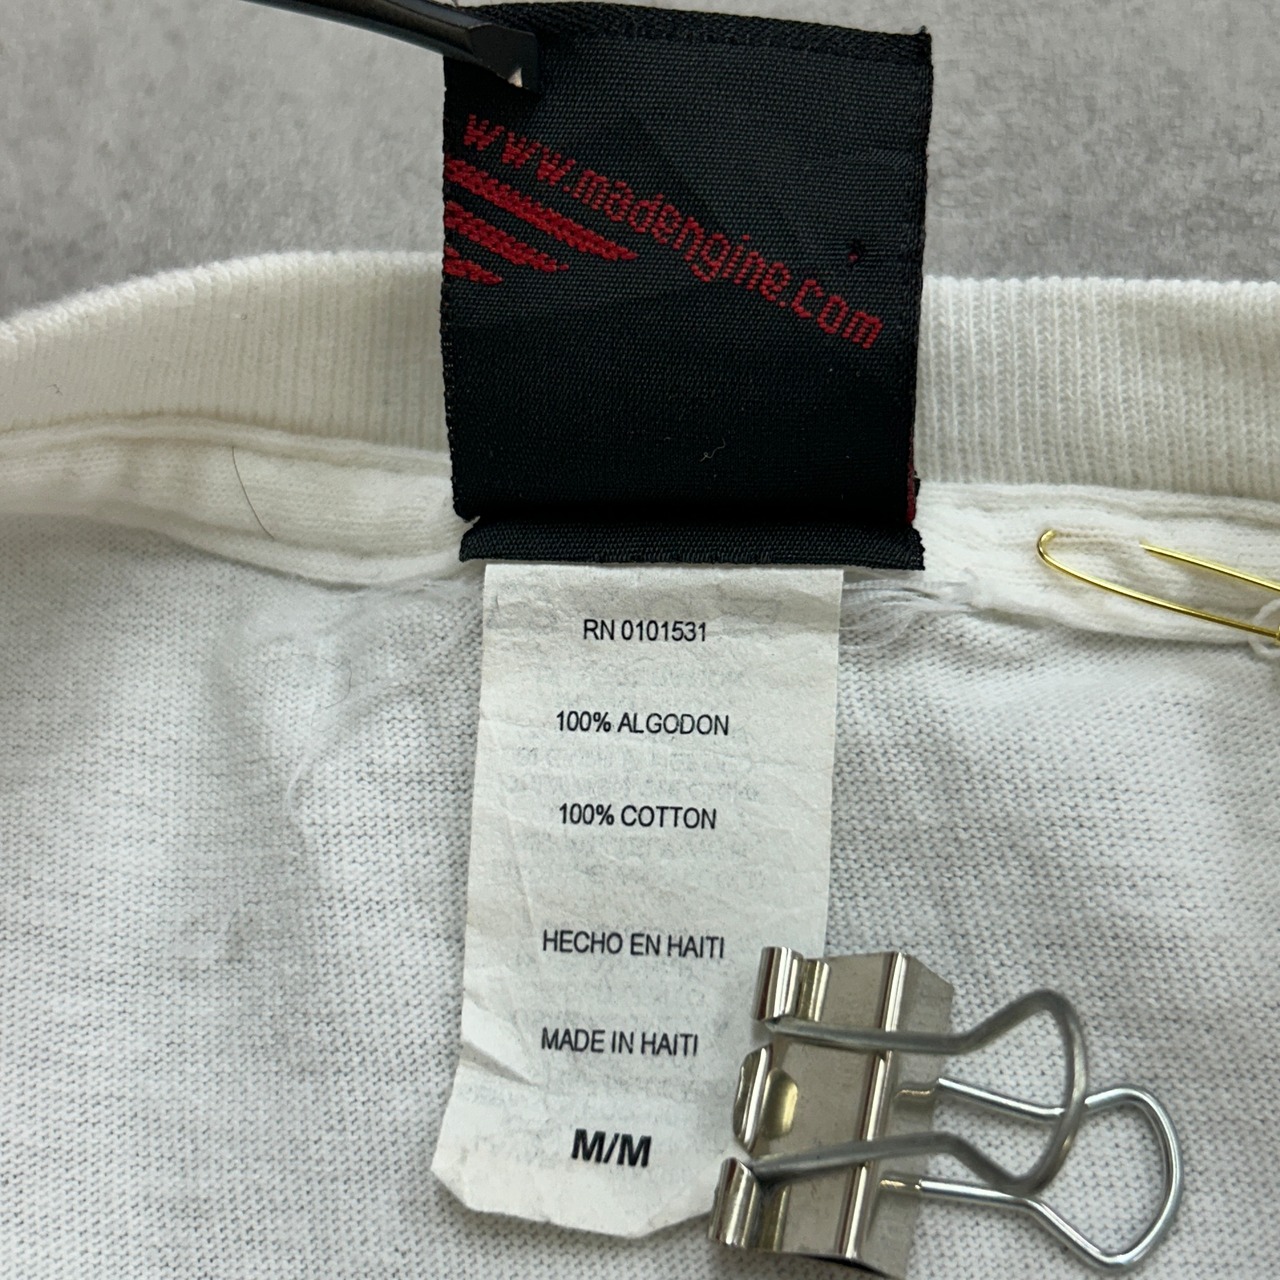 www.madengine.com
RN 0101531
100% ALGODON
100% COTTON
HECHO EN HAITI
MADE IN HAITI
M/M